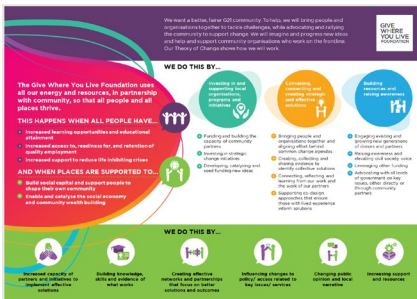 We want a better, fairer G21 community. To help, we will bring people and
organisations together to tackle challenges, while advocating and rallying
the community to support change. We will imagine and progress new ideas
and help and support community organisations who work on the frontline.
Our Theory of Change shows how we will work.
GIVE
WHERE
YOU LIVE
FOUNDATION
The Give Where You Live Foundation uses
all our energy and resources, in partnership
with community, so that all people and all
places thrive.
THIS HAPPENS WHEN ALL PEOPLE HAVE...
Increased learning opportunities and educational
attainment
Increased access to, readiness for, and retention of
quality employment
Increased support to reduce life inhibiting crises
AND WHEN PLACES ARE SUPPORTED TO...
Build social capital and support people to
shape their own community
Enable and catalyse the social economy
and community wealth building
WE DO THIS BY...
Investing in and
supporting local
organisations,
programs and
initiatives
Funding and building the
capacity of community
partners
Investing in strategic
change initiatives
Developing, catalysing and
seed funding new ideas
Convening,
connecting and
creating strategic
and effective
solutions
Bringing people and
organisations together and
aligning effort behind
common change agendas
Creating, collecting and
sharing evidence to
identify collective solutions
Connecting, reflecting and
learning from our work and
the work of our partners
Supporting co-design
approaches that ensure
those with lived experience
inform solutions
Building
resources and
raising awareness
Engaging existing and
growing new generations
of donors and partners
Raising awareness and
elevating our society voice
Leveraging other funding
Advocating with all levels
of government on key
issues, either directly or
through community
partners
WE DO THIS BY...
Increased capacity of
partners and initiatives to
implement effective
solutions
Building knowledge,
skills and evidence of
what works
Creating effective
networks and partnerships
that focus on better
solutions and outcomes
Influencing changes to
policy/ access related to
key issues/ services
Changing public
opinion and local
narrative
Increasing support
and resources